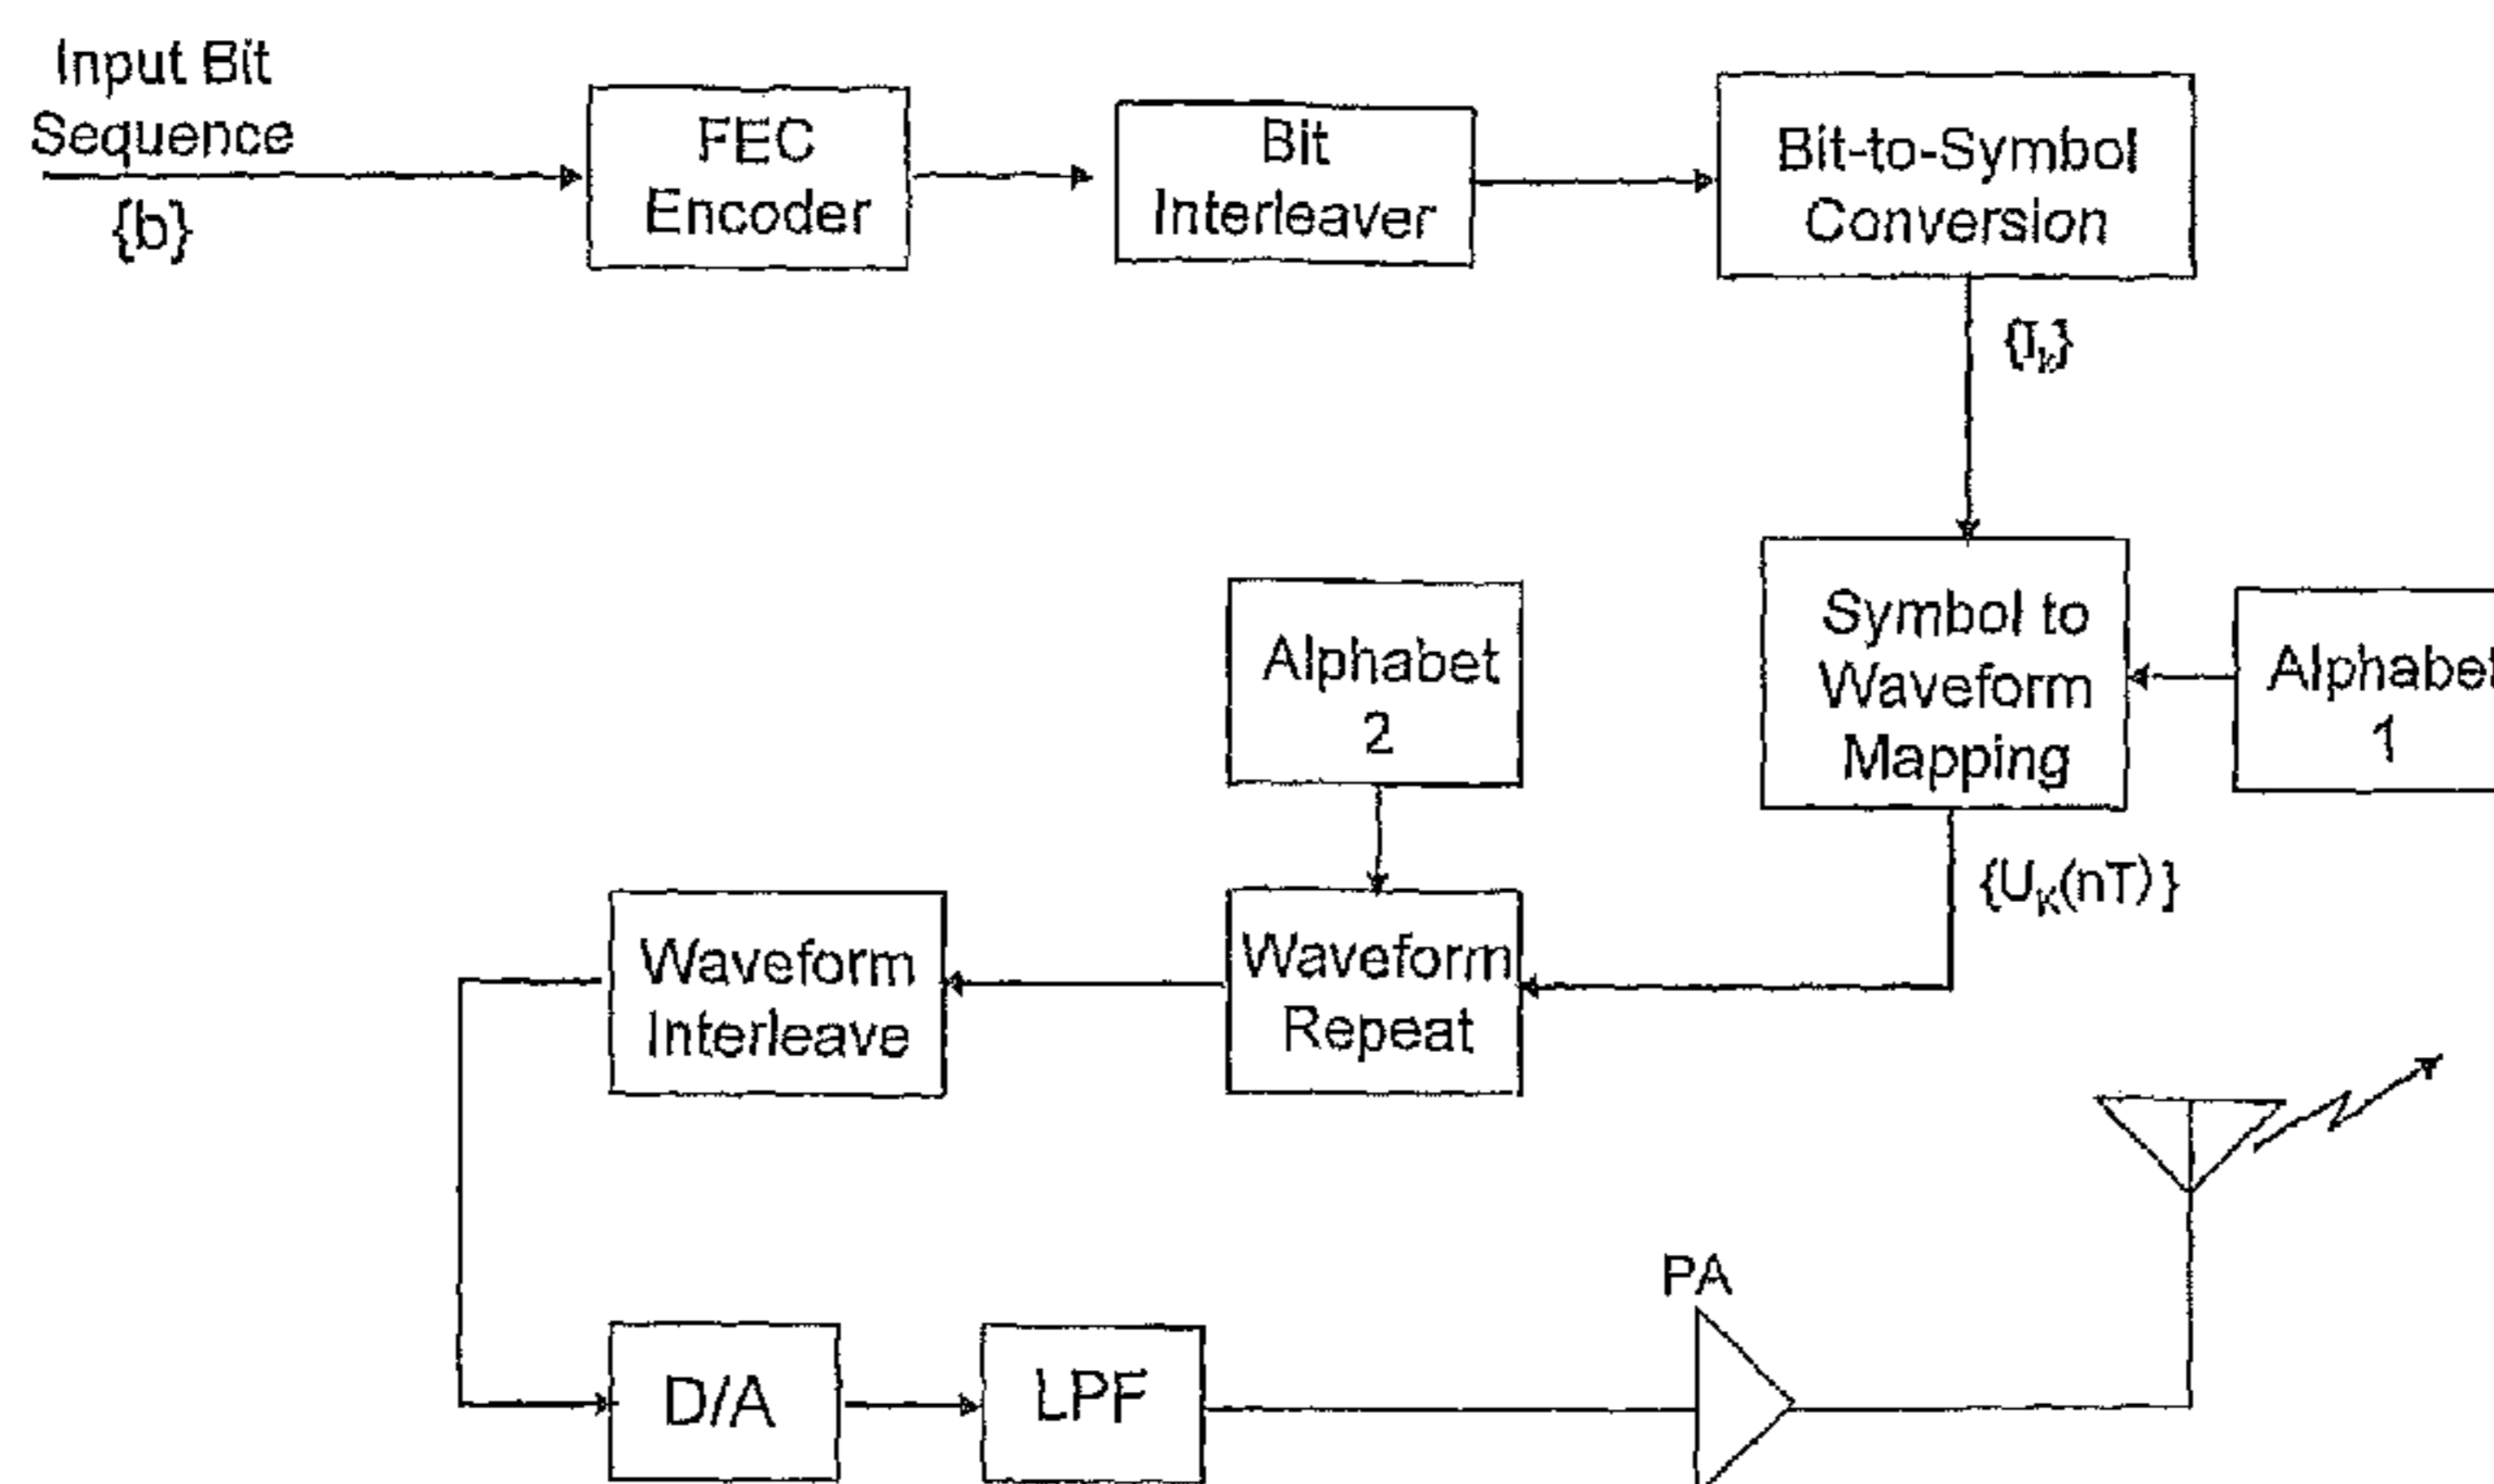 Input Bit
Sequence
{b}
FEC
Encoder
Bit
Interleaver
Bit-to-Symbol
Conversion
{I_k}
Symbol to
Waveform
Mapping
Alphabet
1
Alphabet
2
{U_K(nT)}
Waveform
Repeat
Waveform
Interleave
D/A
LPF
PA